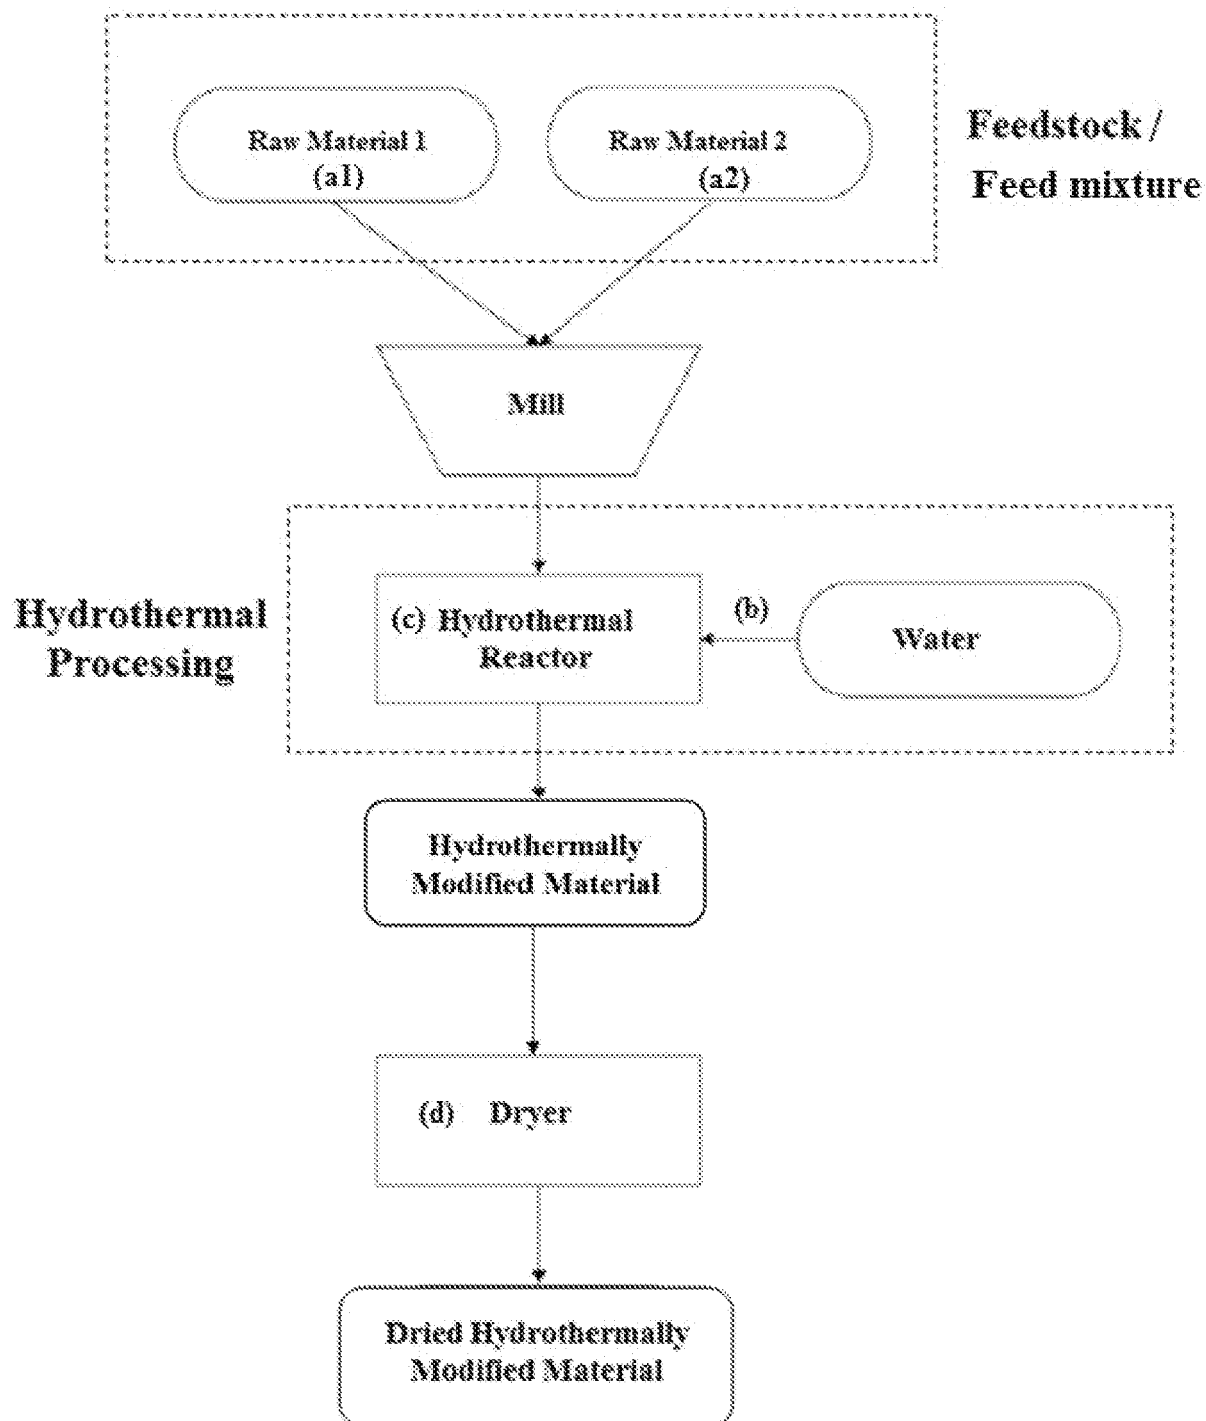 Raw Material 1
(a1)
Raw Material 2
(a2)
Feedstock /
Feed mixture
Mill
Hydrothermal
Processing
(c) Hydrothermal
Reactor
(b)
Water
Hydrothermally
Modified Material
(d) Dryer
Dried Hydrothermally
Modified Material